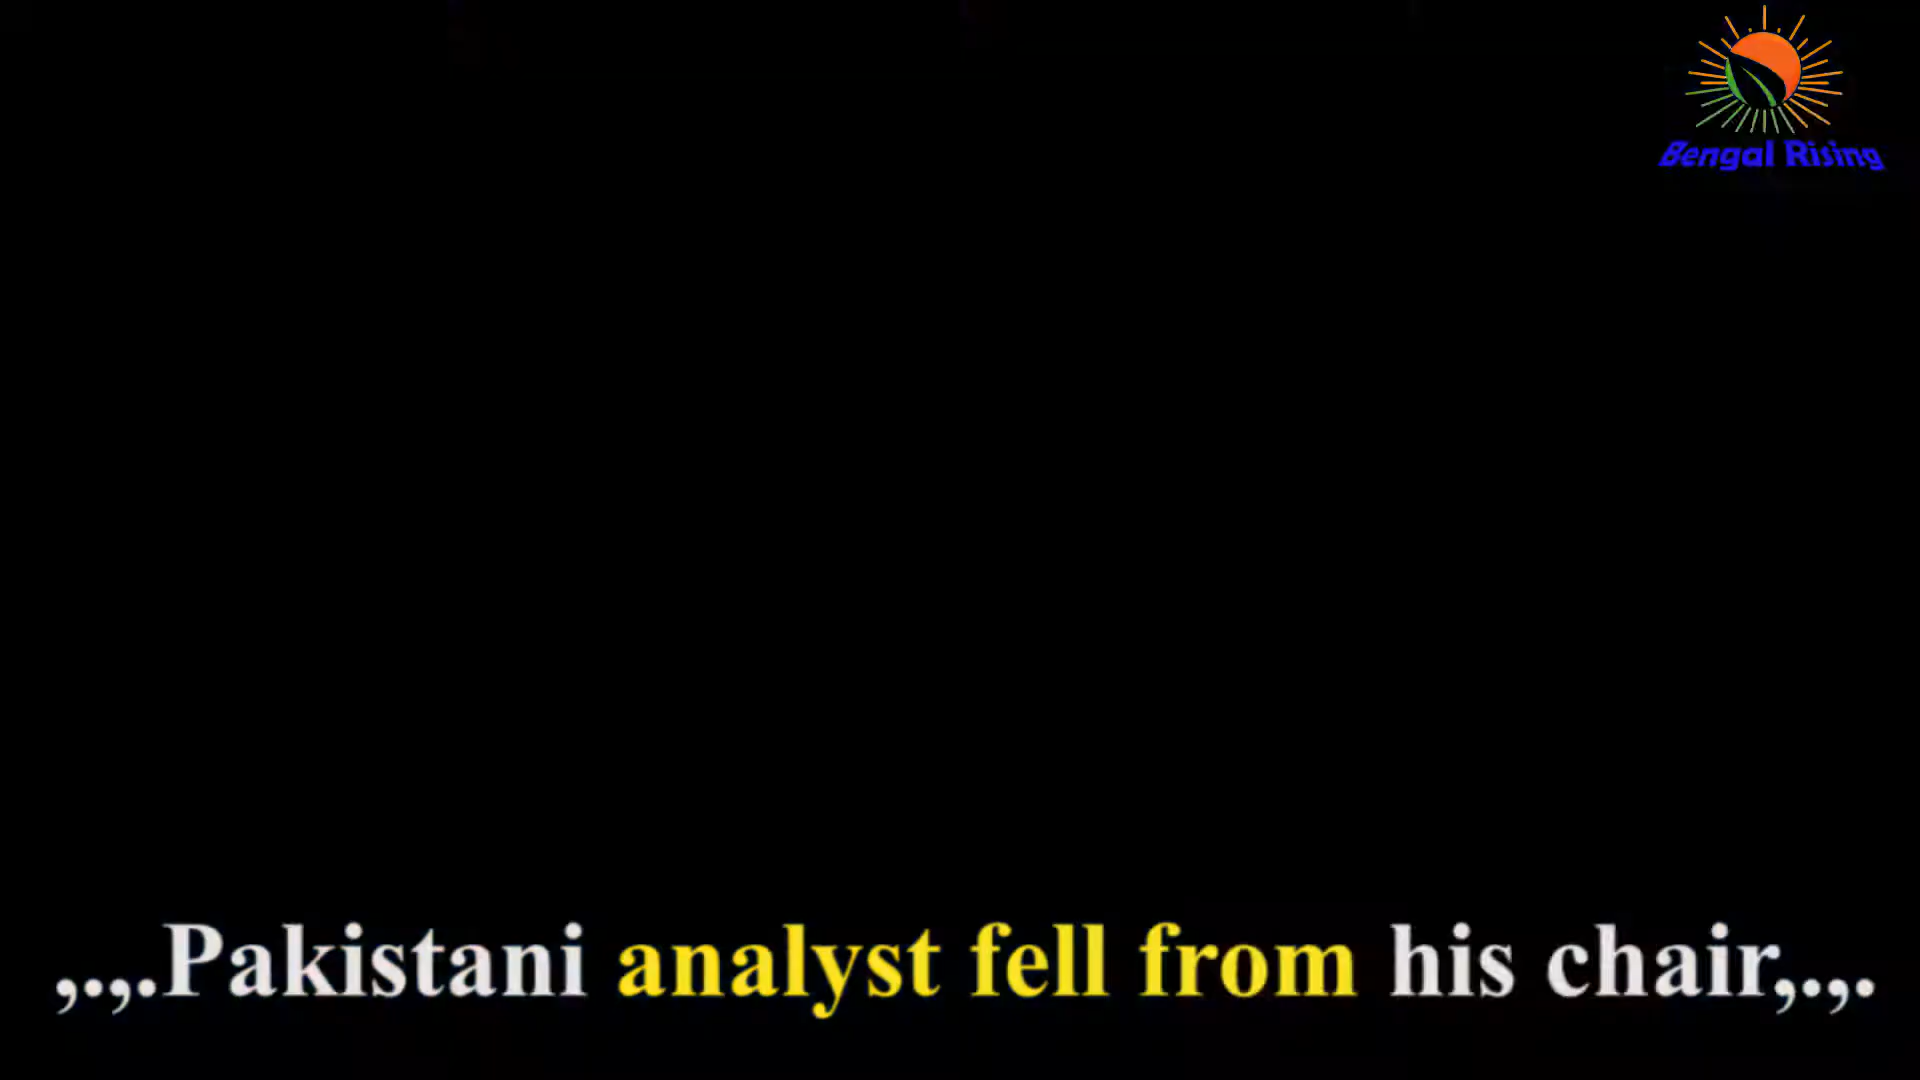 Bengal Rising
,.,.Pakistani analyst fell from his chair,.,.